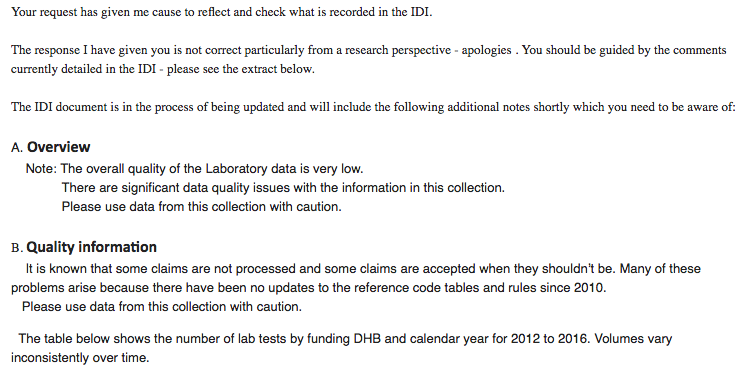 Your request has given me cause to reflect and check what is recorded in the IDI.
The response I have given you is not correct particularly from a research perspective - apologies . You should be guided by the comments
currently detailed in the IDI - please see the extract below.
The IDI document is in the process of being updated and will include the following additional notes shortly which you need to be aware of:
A. Overview
Note: The overall quality of the Laboratory data is very low.
There are significant data quality issues with the information in this collection.
Please use data from this collection with caution.
B. Quality information
It is known that some claims are not processed and some claims are accepted when they shouldn't be. Many of these
problems arise because there have been no updates to the reference code tables and rules since 2010.
Please use data from this collection with caution.
The table below shows the number of lab tests by funding DHB and calendar year for 2012 to 2016. Volumes vary
inconsistently over time.